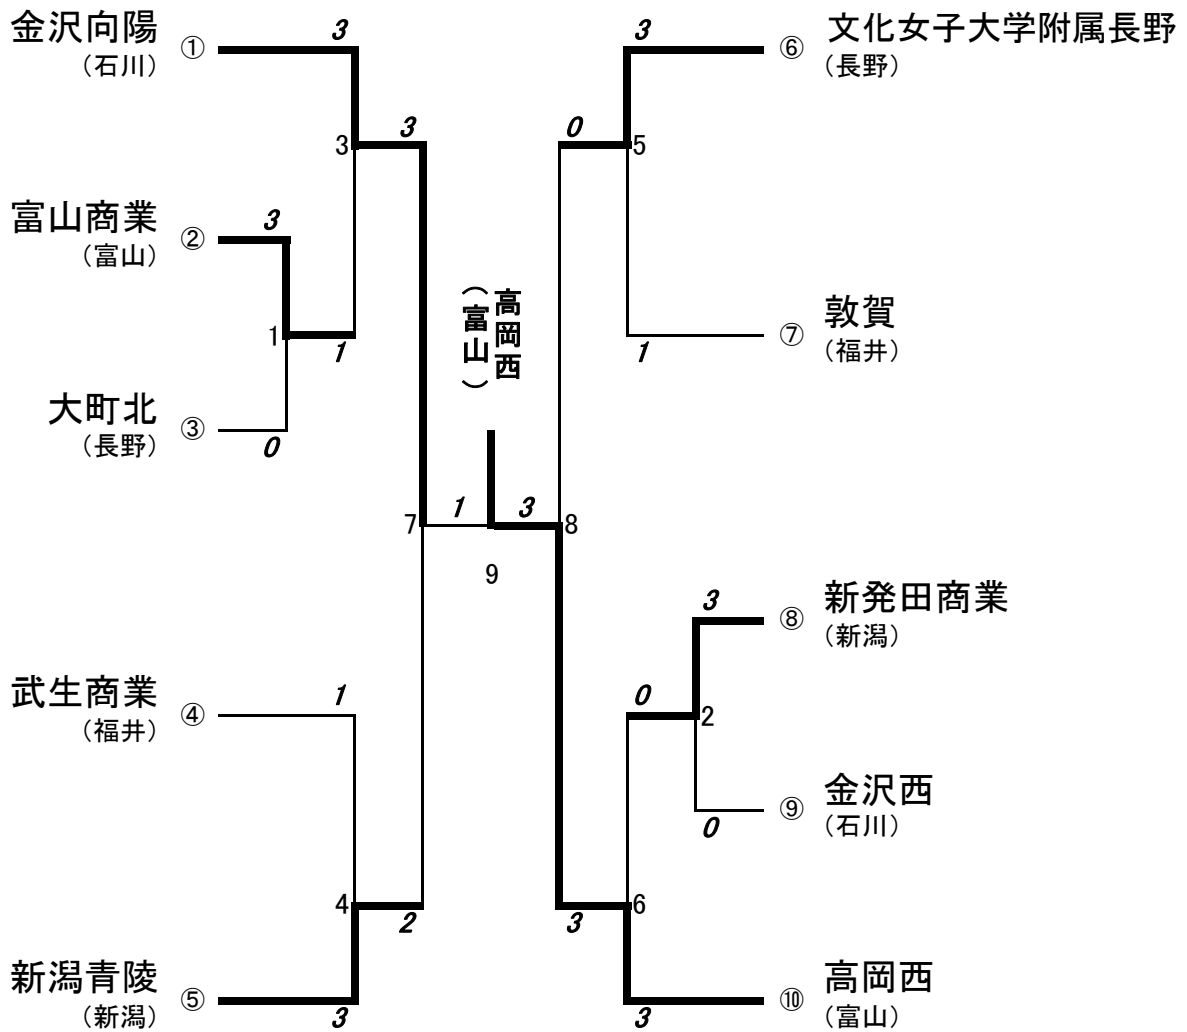 金沢向陽
(石川)
①
3
3
3
富山商業
(富山)
②
3
1
1
大町北
(長野)
③
0
武生商業
(福井)
④
1
4
2
新潟青陵
(新潟)
⑤
3
7
1
高岡西
(富山)
3
8
9
3
⑥
文化女子大学附属長野
(長野)
0
5
1
⑦
敦賀
(福井)
3
⑧
新発田商業
(新潟)
0
2
0
⑨
金沢西
(石川)
3
6
3
⑩
高岡西
(富山)